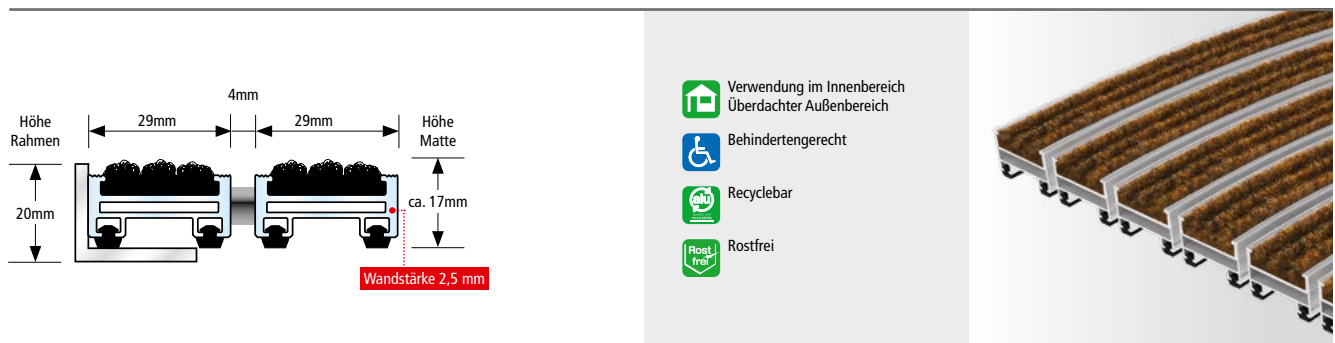 4mm
Höhe
Rahmen
29mm
29mm
Höhe
Matte
20mm
ca. 17mm
Wandstärke 2,5 mm
Verwendung im Innenbereich
Überdachter Außenbereich
Behindertengerecht
alu
Recyclebar
Rost
frei
Rostfrei